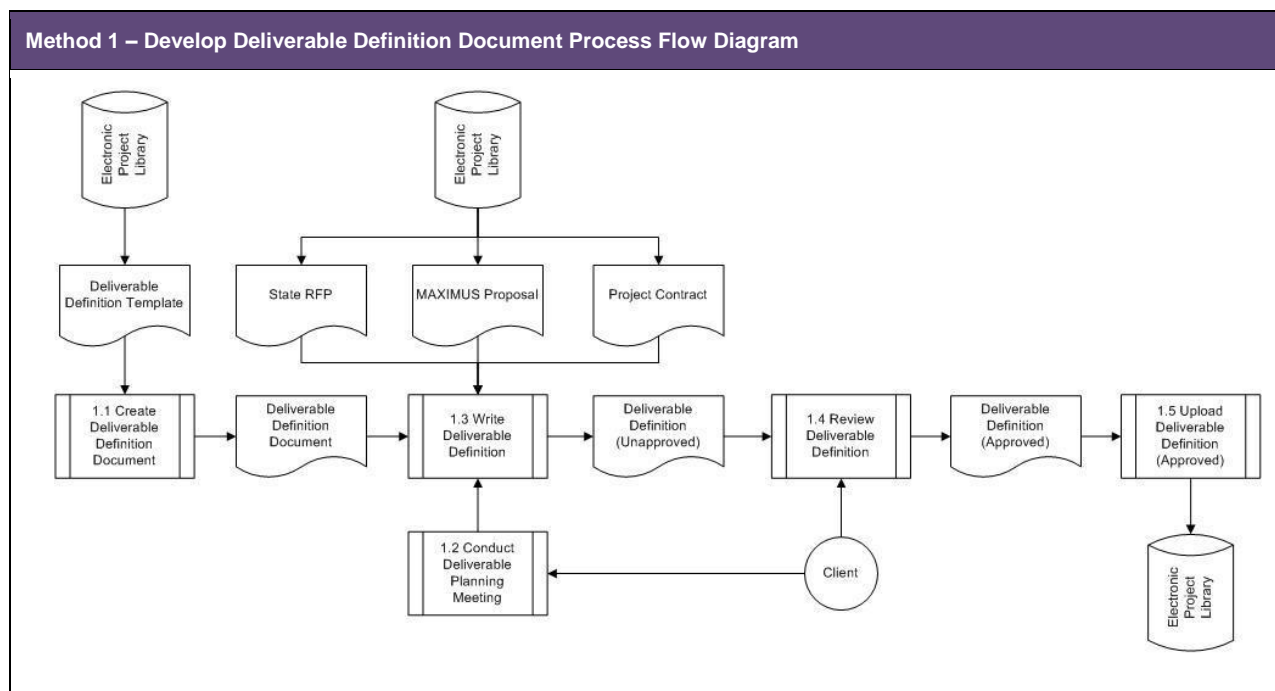 Method 1 – Develop Deliverable Definition Document Process Flow Diagram
Electronic
Project
Library
Electronic
Project
Library
Deliverable
Definition Template
State RFP
MAXIMUS Proposal
Project Contract
1.1 Create
Deliverable
Definition
Document
Deliverable
Definition
Document
1.3 Write
Deliverable
Definition
Deliverable
Definition
(Unapproved)
1.4 Review
Deliverable
Definition
Deliverable
Definition
(Approved)
1.5 Upload
Deliverable
Definition
(Approved)
1.2 Conduct
Deliverable
Planning
Meeting
Client
Electronic
Project
Library